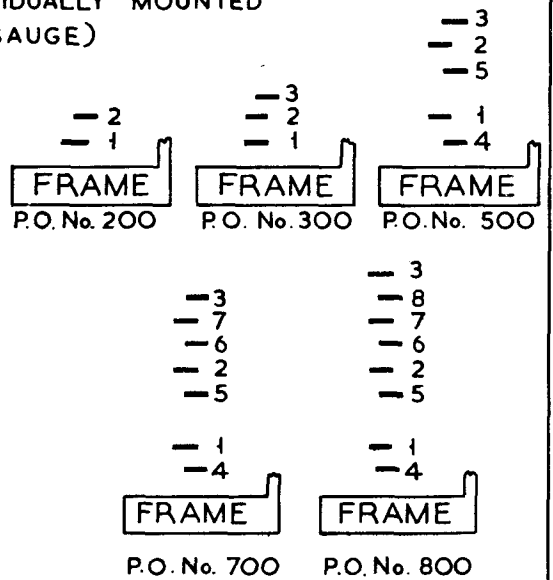 IDUALLY MOUNTED
GAUGE)
2
1
FRAME
P.O. No. 200
3
2
1
FRAME
P.O. No. 300
3
2
5
1
4
FRAME
P.O. No. 500
3
7
6
2
5
1
4
FRAME
P.O. No. 700
3
8
7
6
2
5
1
4
FRAME
P.O. No. 800